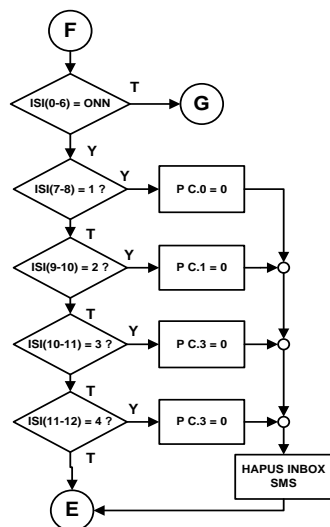 F
ISI(0-6) = ONN
T
G
Y
ISI(7-8) = 1 ?
Y
P C.0 = 0
T
ISI(9-10) = 2 ?
Y
P C.1 = 0
T
ISI(10-11) = 3 ?
Y
P C.3 = 0
T
ISI(11-12) = 4 ?
Y
P C.3 = 0
T
HAPUS INBOX
SMS
E